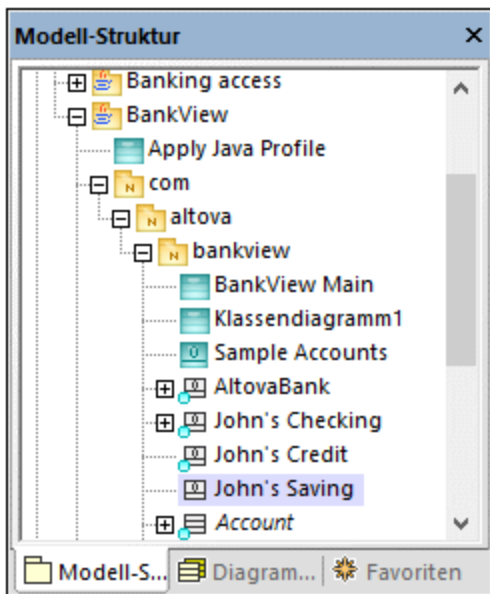 Modell-Struktur
Banking access
BankView
Apply Java Profile
com
altova
bankview
BankView Main
Klassendiagramm1
Sample Accounts
AltovaBank
John's Checking
John's Credit
John's Saving
Account
Modell-S... Diagram... Favoriten